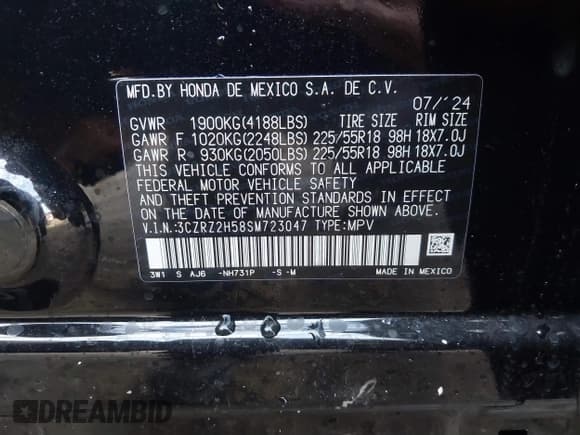 MFD.BY HONDA DE MEXICO S.A. DE C.V.
07/'24
GVWR 1900KG(4188LBS) TIRE SIZE RIM SIZE
GAWR F 1020KG(2248LBS) 225/55R18 98H 18X7.0J
GAWR R 930KG(2050LBS) 225/55R18 98H 18X7.0J
THIS VEHICLE CONFORMS TO ALL APPLICABLE
FEDERAL MOTOR VEHICLE SAFETY
AND THEFT PREVENTION STANDARDS IN EFFECT
ON THE DATE OF MANUFACTURE SHOWN ABOVE.
V.I.N.:3CZRZ2H58SM723047 TYPE:MPV
3W1 S AJ6 -NH731P -S -M MADE IN MEXICO
DREAMBID